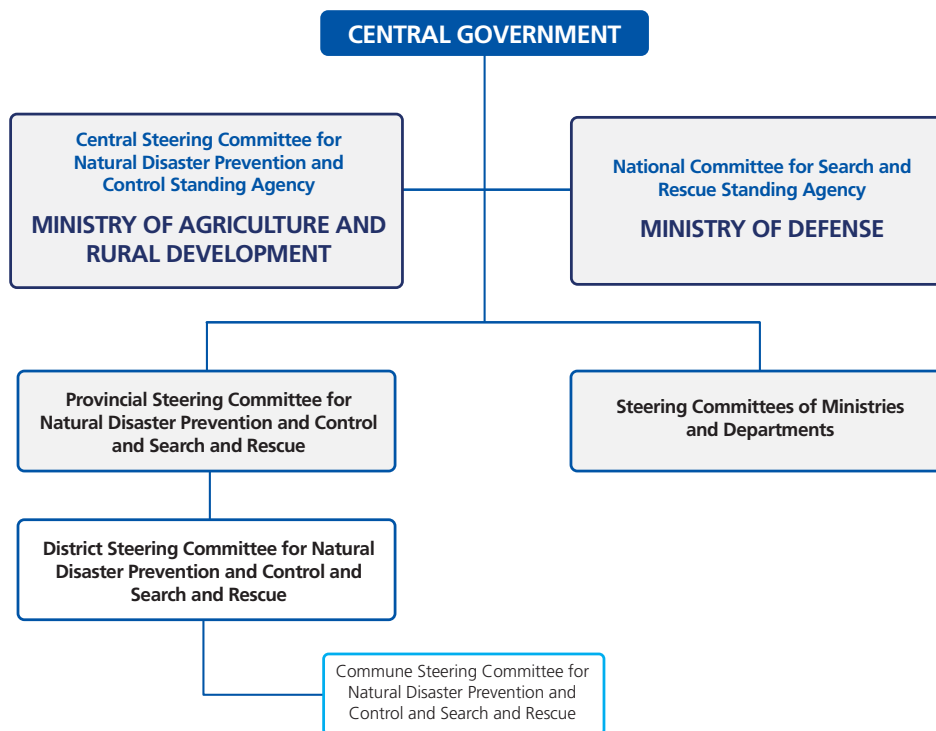 CENTRAL GOVERNMENT
Central Steering Committee for
Natural Disaster Prevention and
Control Standing Agency
MINISTRY OF AGRICULTURE AND
RURAL DEVELOPMENT
National Committee for Search and
Rescue Standing Agency
MINISTRY OF DEFENSE
Provincial Steering Committee for
Natural Disaster Prevention and Control
and Search and Rescue
Steering Committees of Ministries
and Departments
District Steering Committee for Natural
Disaster Prevention and Control and
Search and Rescue
Commune Steering Committee for
Natural Disaster Prevention and
Control and Search and Rescue